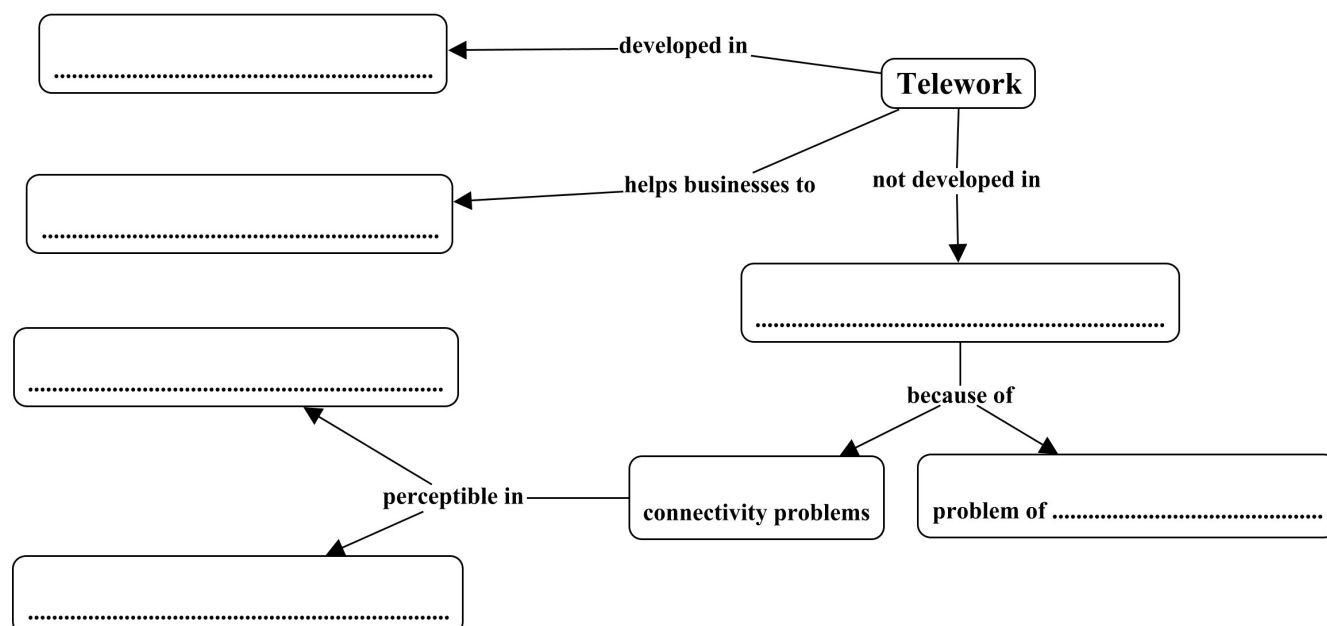 developed in
Telework
helps businesses to
not developed in
because of
perceptible in
connectivity problems
problem of ............................................